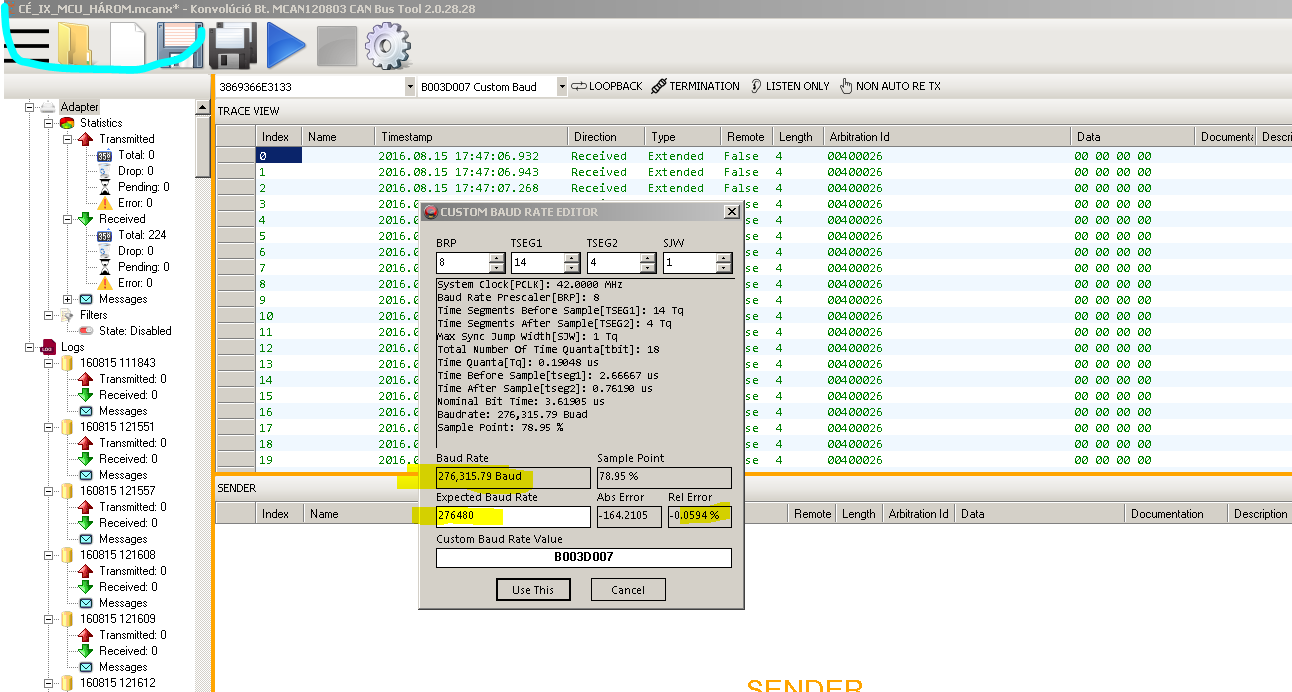 CÉ_IX_MCU_HÁROM.mcanx* - Konvolúció Bt. MCAN120803 CAN Bus Tool 2.0.28.28
3869366E3133 B003D007 Custom Baud LOOPBACK TERMINATION LISTEN ONLY NON AUTO RE TX
Adapter
Statistics
Transmitted
Total: 0
Drop: 0
Pending: 0
Error: 0
Received
Total: 224
Drop: 0
Pending: 0
Error: 0
Messages
Filters
State: Disabled
Logs
160815 111843
Transmitted: 0
Received: 0
Messages
160815 121551
Transmitted: 0
Received: 0
Messages
160815 121557
Transmitted: 0
Received: 0
Messages
160815 121608
Transmitted: 0
Received: 0
Messages
160815 121609
Transmitted: 0
Received: 0
Messages
160815 121612
TRACE VIEW
Index Name Timestamp Direction Type Remote Length Arbitration Id Data Documenta Descri
0 2016.08.15 17:47:06.932 Received Extended False 4 00400026 00 00 00 00
1 2016.08.15 17:47:06.943 Received Extended False 4 00400026 00 00 00 00
2 2016.08.15 17:47:07.268 Received Extended False 4 00400026 00 00 00 00
3 2016.0 se 4 00400026 00 00 00 00
4 2016.0 se 4 00400026 00 00 00 00
5 2016.0 se 4 00400026 00 00 00 00
6 2016.0 se 4 00400026 00 00 00 00
7 2016.0 se 4 00400026 00 00 00 00
8 2016.0 se 4 00400026 00 00 00 00
9 2016.0 se 4 00400026 00 00 00 00
10 2016.0 se 4 00400026 00 00 00 00
11 2016.0 se 4 00400026 00 00 00 00
12 2016.0 se 4 00400026 00 00 00 00
13 2016.0 se 4 00400026 00 00 00 00
14 2016.0 se 4 00400026 00 00 00 00
15 2016.0 se 4 00400026 00 00 00 00
16 2016.0 se 4 00400026 00 00 00 00
17 2016.0 se 4 00400026 00 00 00 00
18 2016.0 se 4 00400026 00 00 00 00
19 2016.0 se 4 00400026 00 00 00 00
CUSTOM BAUD RATE EDITOR
BRP TSEG1 TSEG2 SJW
8 14 4 1
System Clock[PCLK]: 42.0000 MHz
Baud Rate Prescaler[BRP]: 8
Time Segments Before Sample[TSEG1]: 14 Tq
Time Segments After Sample[TSEG2]: 4 Tq
Max Sync Jump Width[SJW]: 1 Tq
Total Number Of Time Quanta[tbit]: 18
Time Quanta[Tq]: 0.19048 us
Time Before Sample[tseg1]: 2.66667 us
Time After Sample[tseg2]: 0.76190 us
Nominal Bit Time: 3.61905 us
Baudrate: 276,315.79 Buad
Sample Point: 78.95 %
Baud Rate Sample Point
276,315.79 Baud 78.95 %
Expected Baud Rate Abs Error Rel Error
276480 -164.2105 -0.0594 %
Custom Baud Rate Value
B003D007
Use This Cancel
SENDER
Index Name Remote Length Arbitration Id Data Documentation Description
SENDER